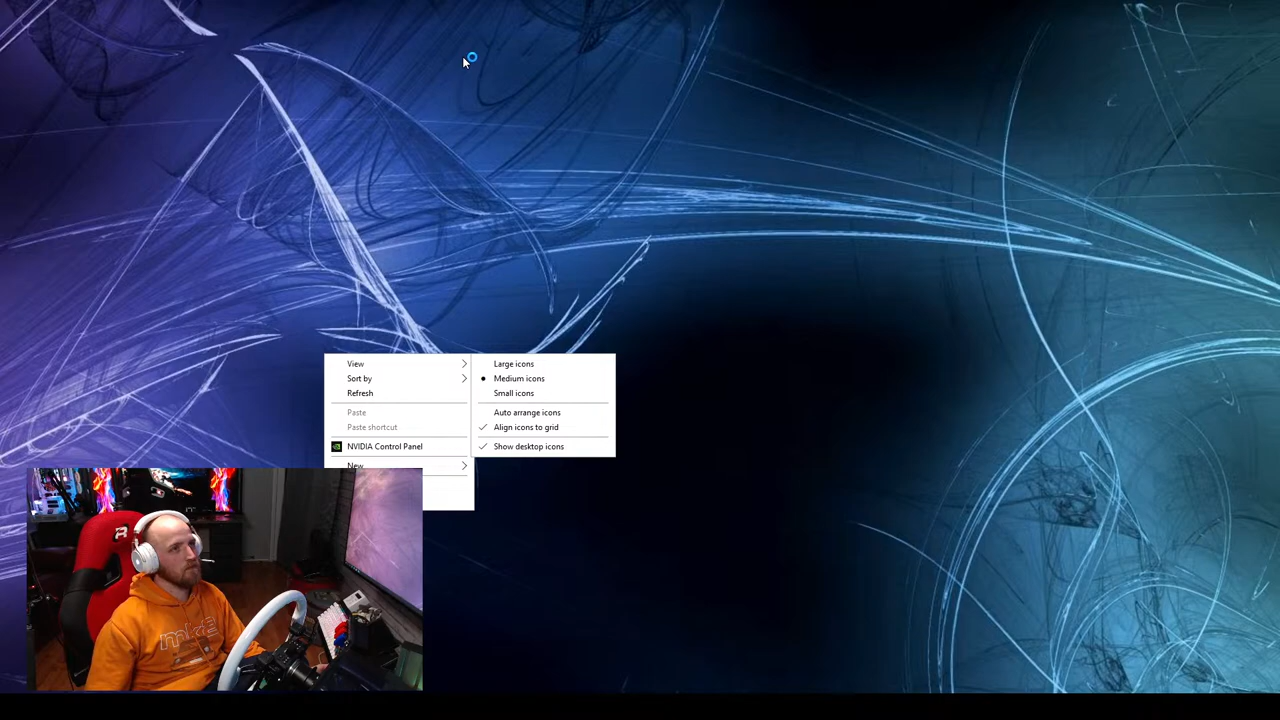 View
Sort by
Refresh
Paste
Paste shortcut
NVIDIA Control Panel
New
Large icons
Medium icons
Small icons
Auto arrange icons
Align icons to grid
Show desktop icons